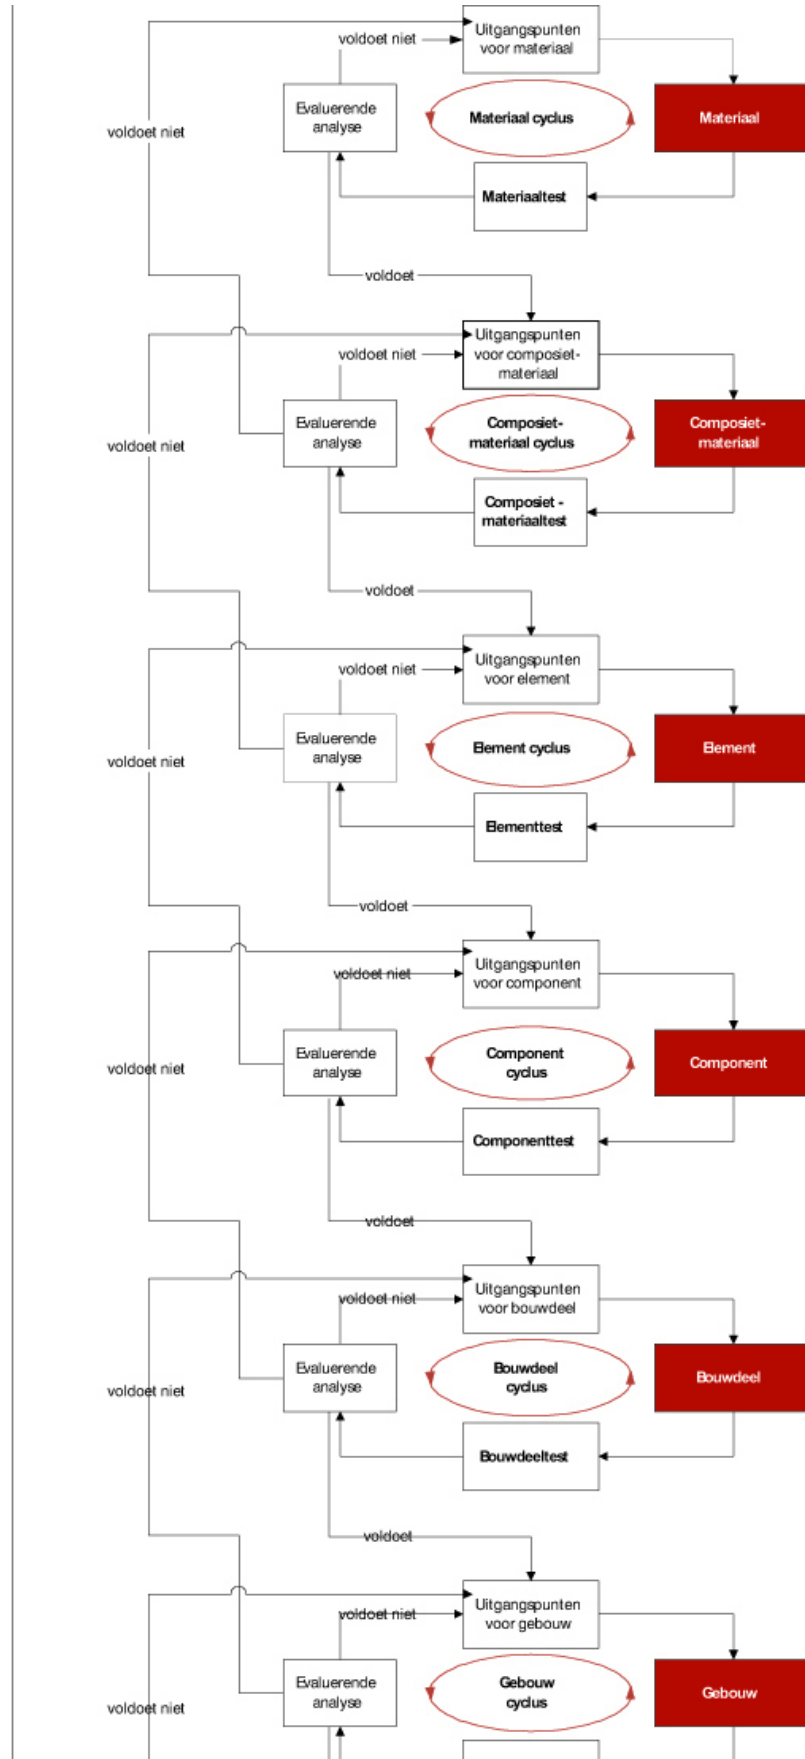 Uitgangspunten
voor materiaal
voldoet niet
Evaluerende
analyse
Materiaal cyclus
Materiaal
voldoet niet
Materiaaltest
voldoet
Uitgangspunten
voor composiet-
materiaal
voldoet niet
Evaluerende
analyse
Composiet-
materiaal cyclus
Composiet-
materiaal
voldoet niet
Composiet -
materiaaltest
voldoet
Uitgangspunten
voor element
voldoet niet
Evaluerende
analyse
Element cyclus
Element
voldoet niet
Elementtest
voldoet
Uitgangspunten
voor component
voldoet niet
Evaluerende
analyse
Component
cyclus
Component
voldoet niet
Componenttest
voldoet
Uitgangspunten
voor bouwdeel
voldoet niet
Evaluerende
analyse
Bouwdeel
cyclus
Bouwdeel
voldoet niet
Bouwdeeltest
voldoet
Uitgangspunten
voor gebouw
voldoet niet
Evaluerende
analyse
Gebouw
cyclus
Gebouw
voldoet niet